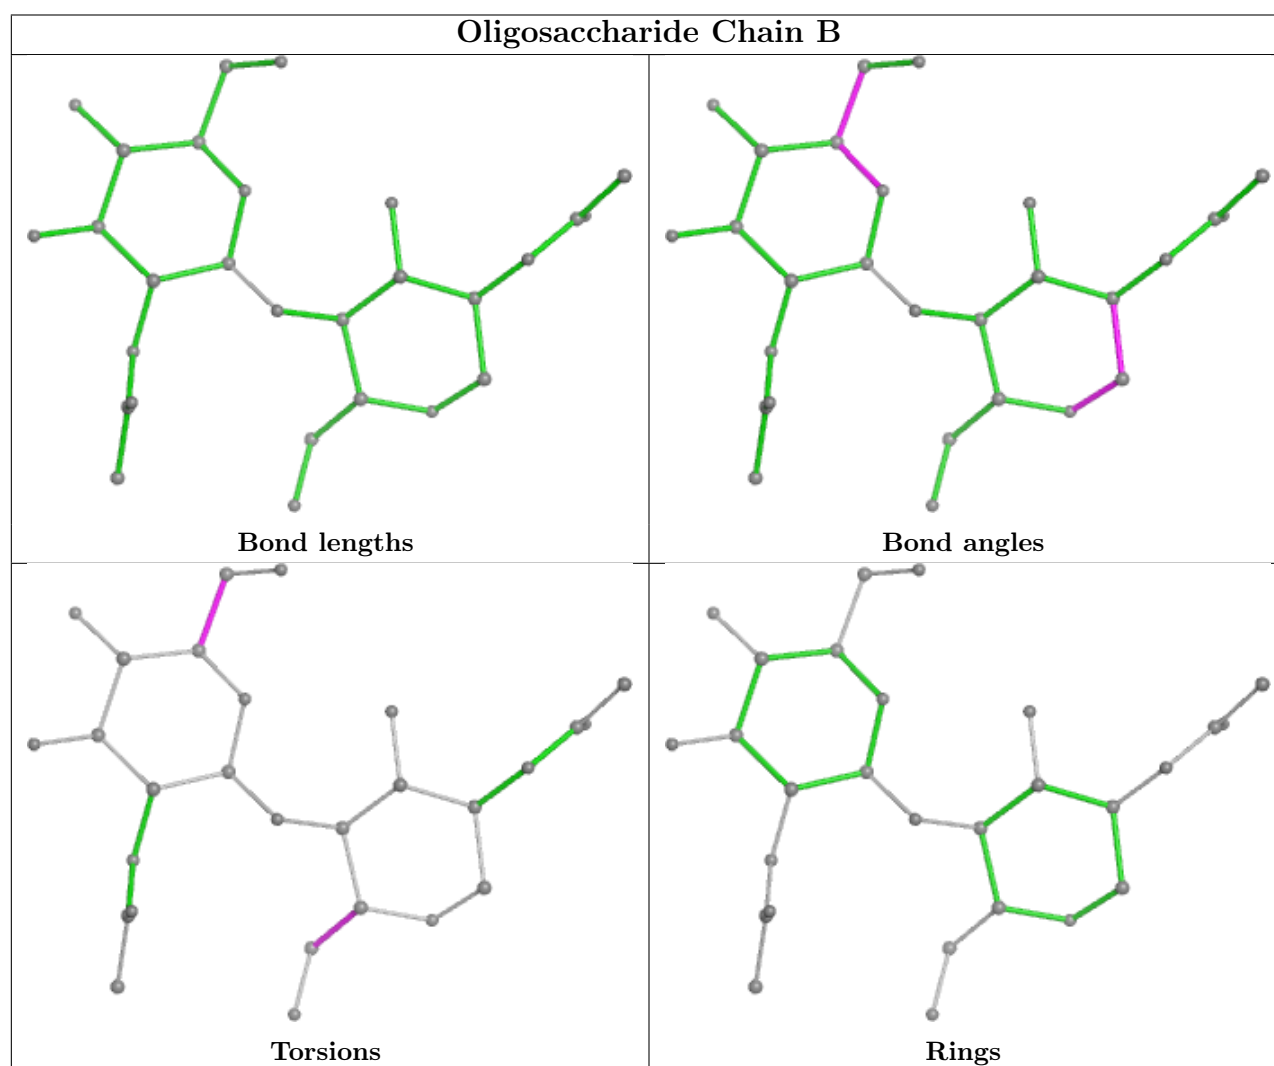 Oligosaccharide Chain B
Bond lengths
Bond angles
Torsions
Rings